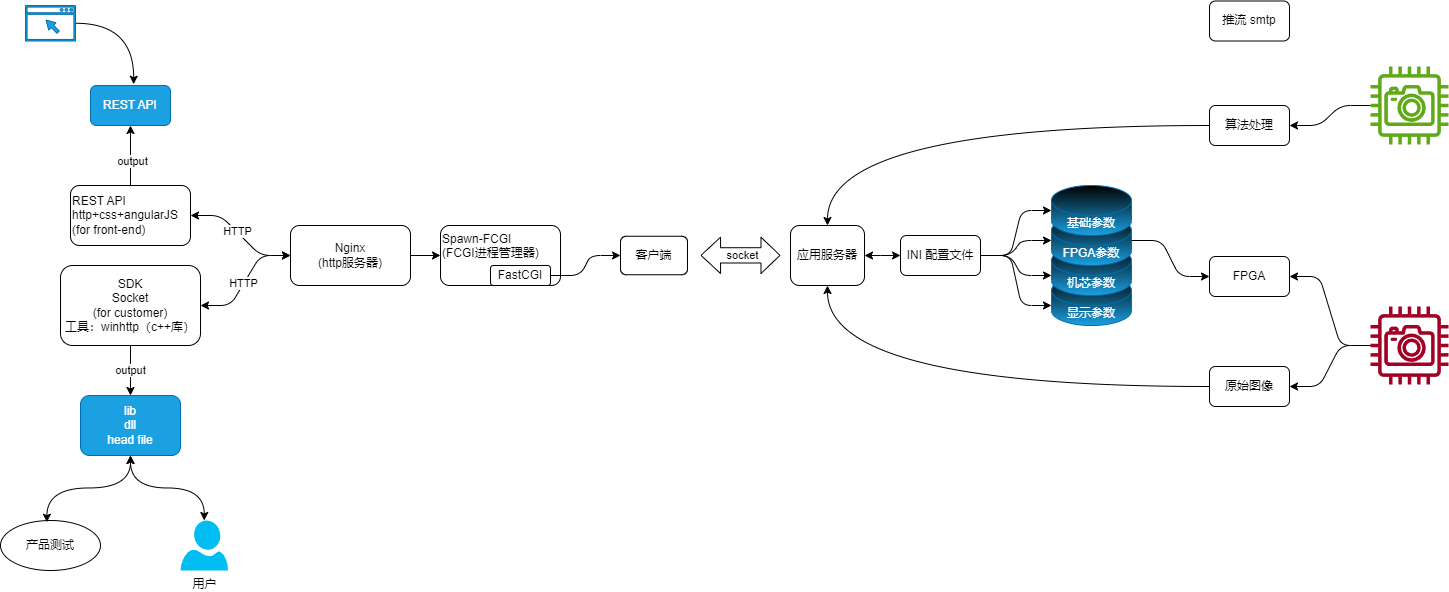 推流 smtp
REST API
算法处理
output
REST API
http+css+angularJS
(for front-end)
HTTP
Nginx
(http服务器)
Spawn-FCGI
(FCGI进程管理器)
FastCGI
客户端
socket
应用服务器
INI 配置文件
基础参数
FPGA参数
机芯参数
显示参数
FPGA
HTTP
SDK
Socket
(for customer)
工具：winhttp（c++库）
output
原始图像
lib
dll
head file
产品测试
用户